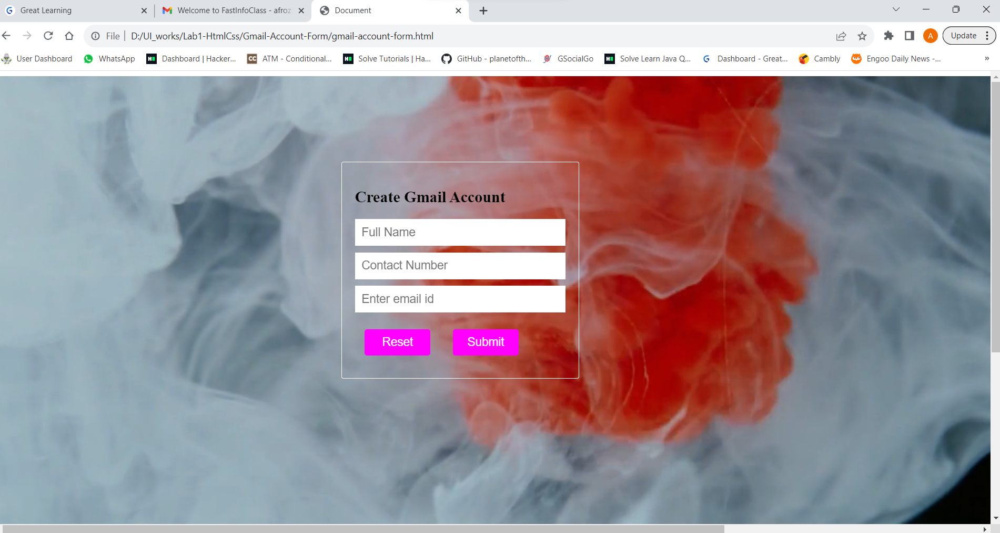 Great Learning
Welcome to FastInfoClass - afroz
Document
File
D:/UI_works/Lab1-HtmlCss/Gmail-Account-Form/gmail-account-form.html
A
Update
User Dashboard
WhatsApp
Dashboard | Hacker...
CC
ATM - Conditional...
Solve Tutorials | Ha...
GitHub - planetofth...
GSocialGo
Solve Learn Java Q...
Dashboard - Great...
Cambly
Engoo Daily News -...
»
Create Gmail Account
Full Name
Contact Number
Enter email id
Reset Submit